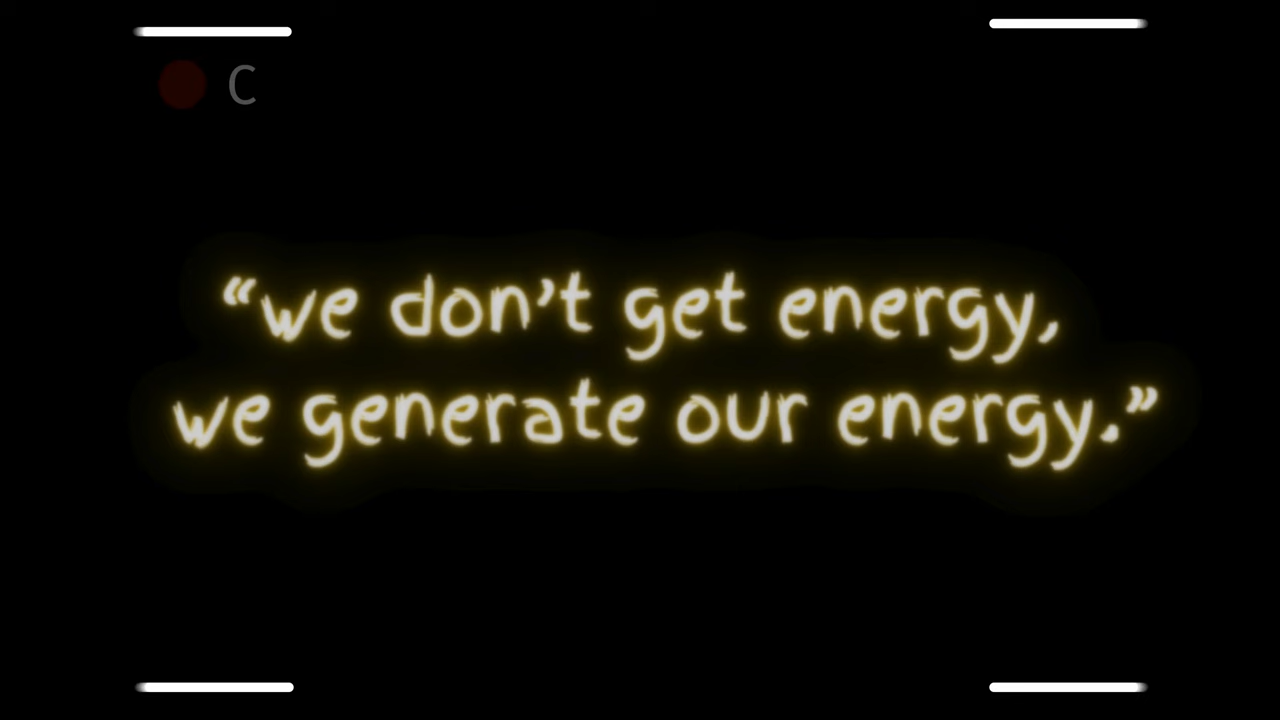 C
“we don’t get energy,
we generate our energy.”